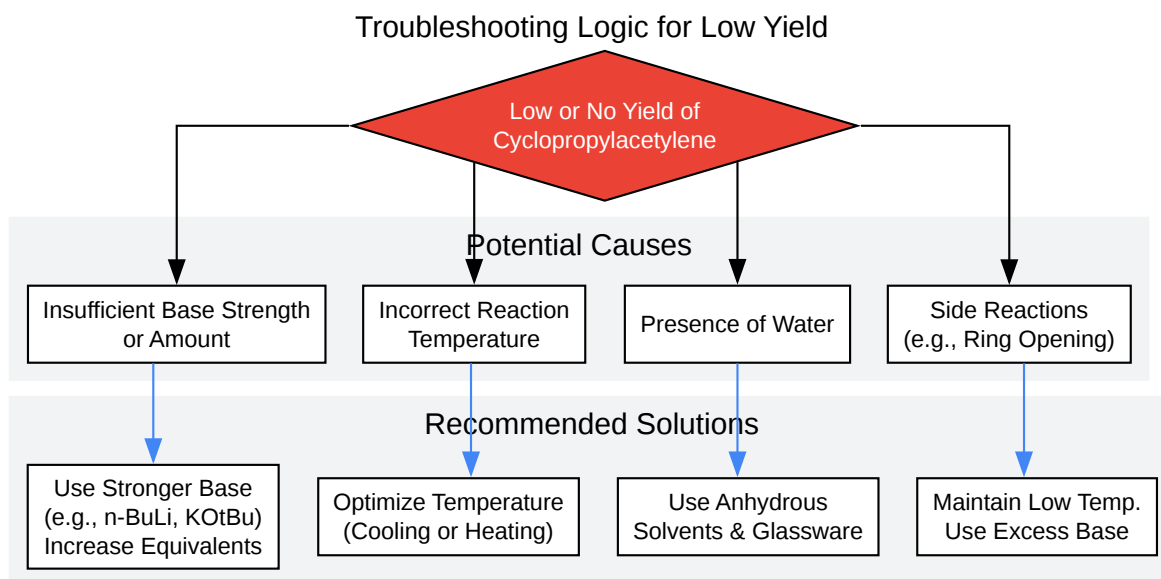 Troubleshooting Logic for Low Yield
Low or No Yield of
Cyclopropylacetylene
Potential Causes
Insufficient Base Strength
or Amount
Incorrect Reaction
Temperature
Presence of Water
Side Reactions
(e.g., Ring Opening)
Recommended Solutions
Use Stronger Base
(e.g., n-BuLi, KOtBu)
Increase Equivalents
Optimize Temperature
(Cooling or Heating)
Use Anhydrous
Solvents & Glassware
Maintain Low Temp.
Use Excess Base